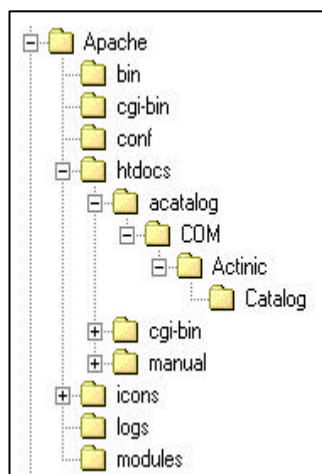 Apache
bin
cgi-bin
conf
htdocs
acatalog
COM
Actinic
Catalog
cgi-bin
manual
icons
logs
modules